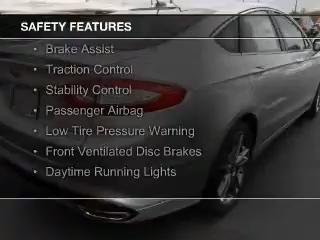 SAFETY FEATURES
• Brake Assist
• Traction Control
• Stability Control
• Passenger Airbag
• Low Tire Pressure Warning
• Front Ventilated Disc Brakes
• Daytime Running Lights